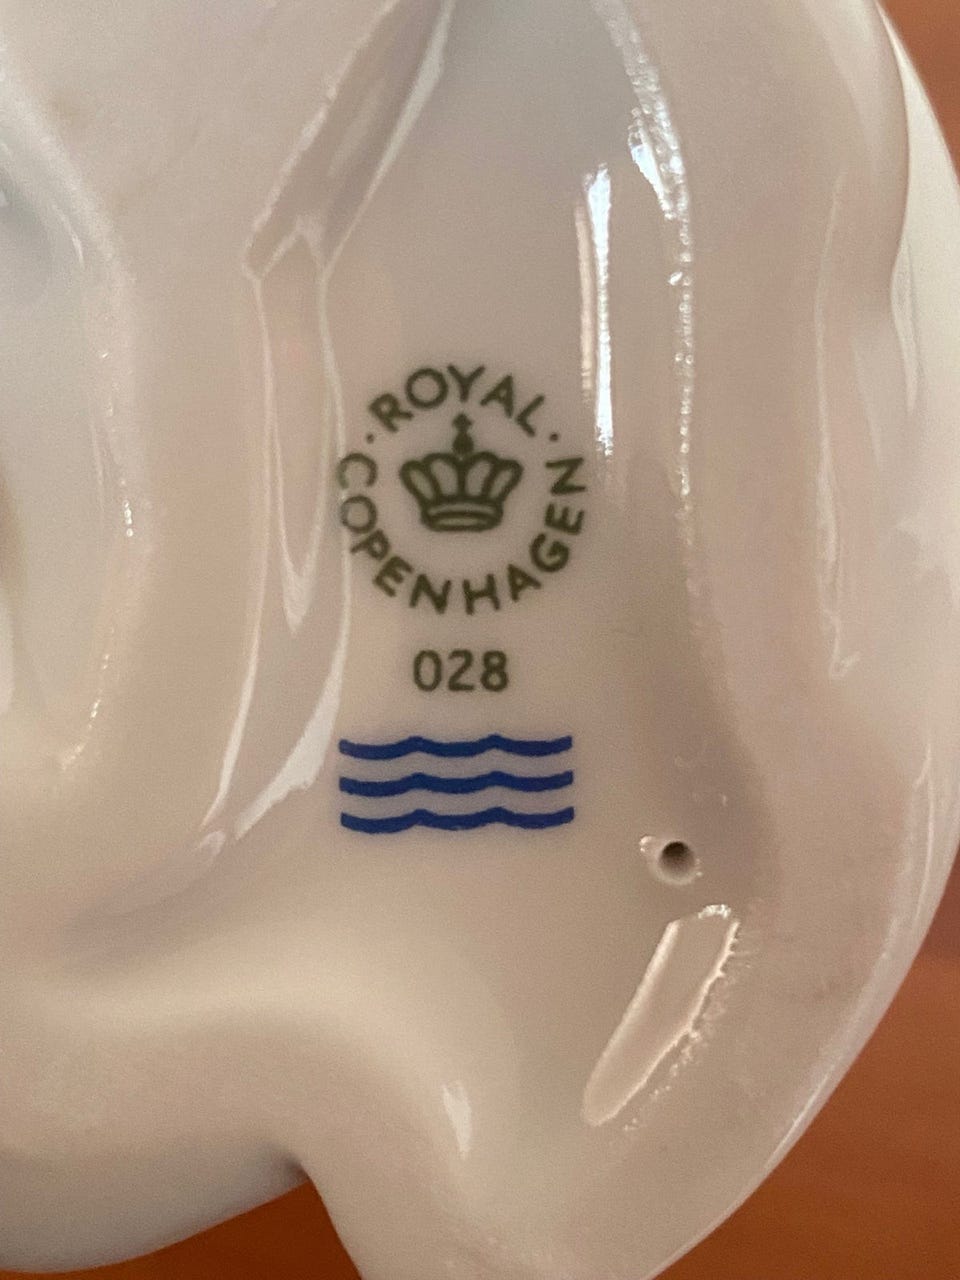 · ROYAL ·
COPENHAGEN
028